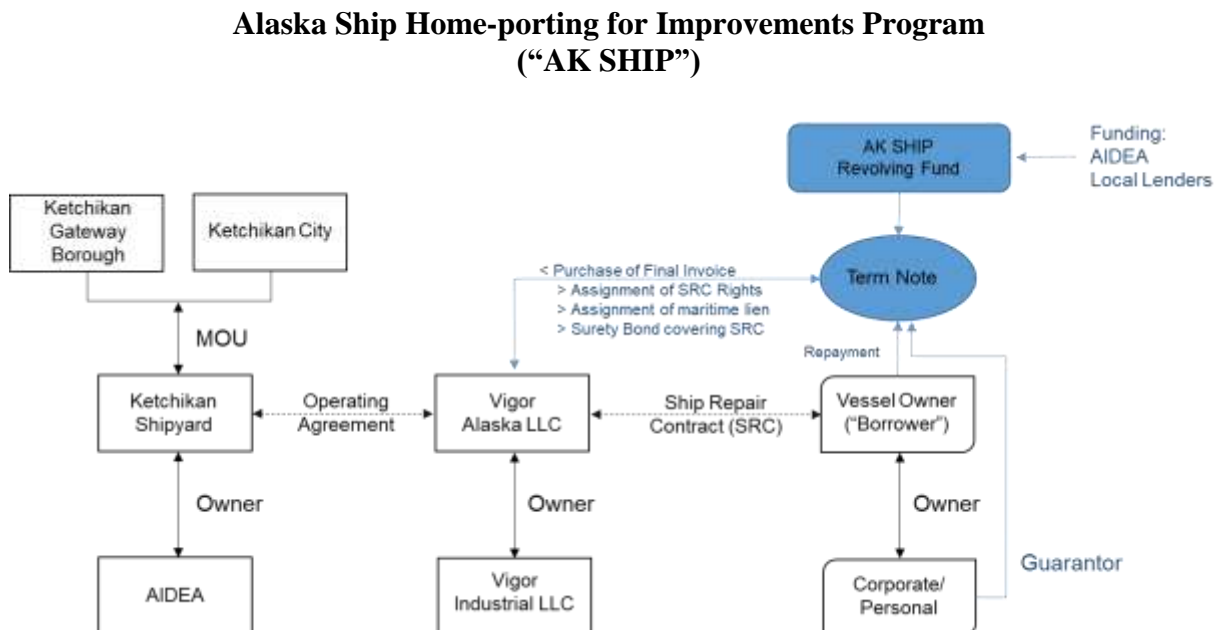 Alaska Ship Home-porting for Improvements Program
(“AK SHIP”)
AK SHIP
Revolving Fund
Funding:
AIDEA
Local Lenders
Ketchikan
Gateway
Borough
Ketchikan City
< Purchase of Final Invoice
> Assignment of SRC Rights
> Assignment of maritime lien
> Surety Bond covering SRC
Term Note
MOU
Repayment
Ketchikan
Shipyard
Operating
Agreement
Vigor
Alaska LLC
Ship Repair
Contract (SRC)
Vessel Owner
("Borrower")
Owner
Owner
Owner
Guarantor
AIDEA
Vigor
Industrial LLC
Corporate/
Personal